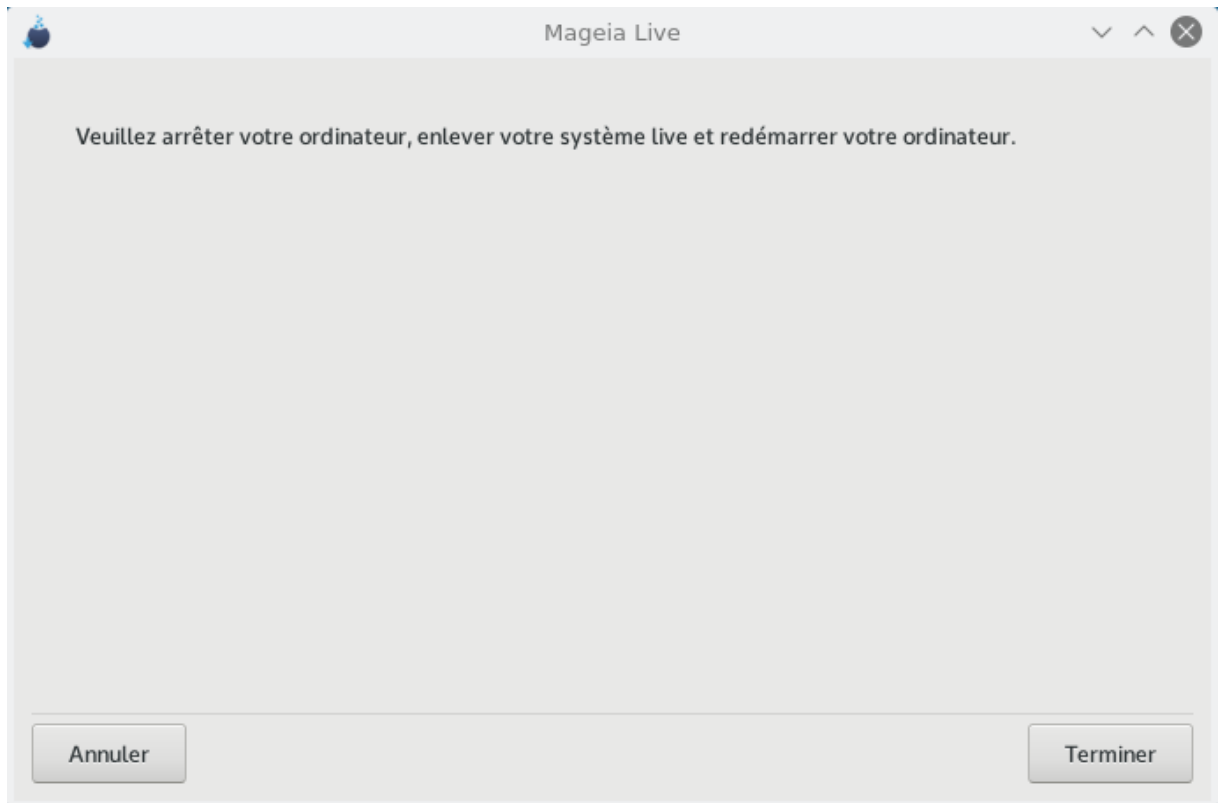 Mageia Live
Veuillez arrêter votre ordinateur, enlever votre système live et redémarrer votre ordinateur.
Annuler
Terminer